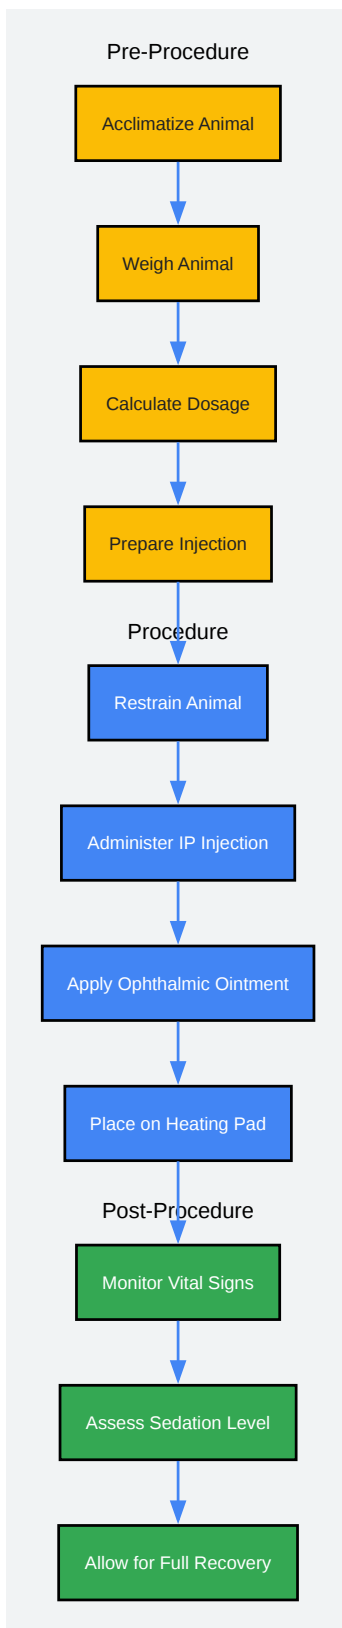 Pre-Procedure
Acclimatize Animal
Weigh Animal
Calculate Dosage
Prepare Injection
Procedure
Restrain Animal
Administer IP Injection
Apply Ophthalmic Ointment
Place on Heating Pad
Post-Procedure
Monitor Vital Signs
Assess Sedation Level
Allow for Full Recovery